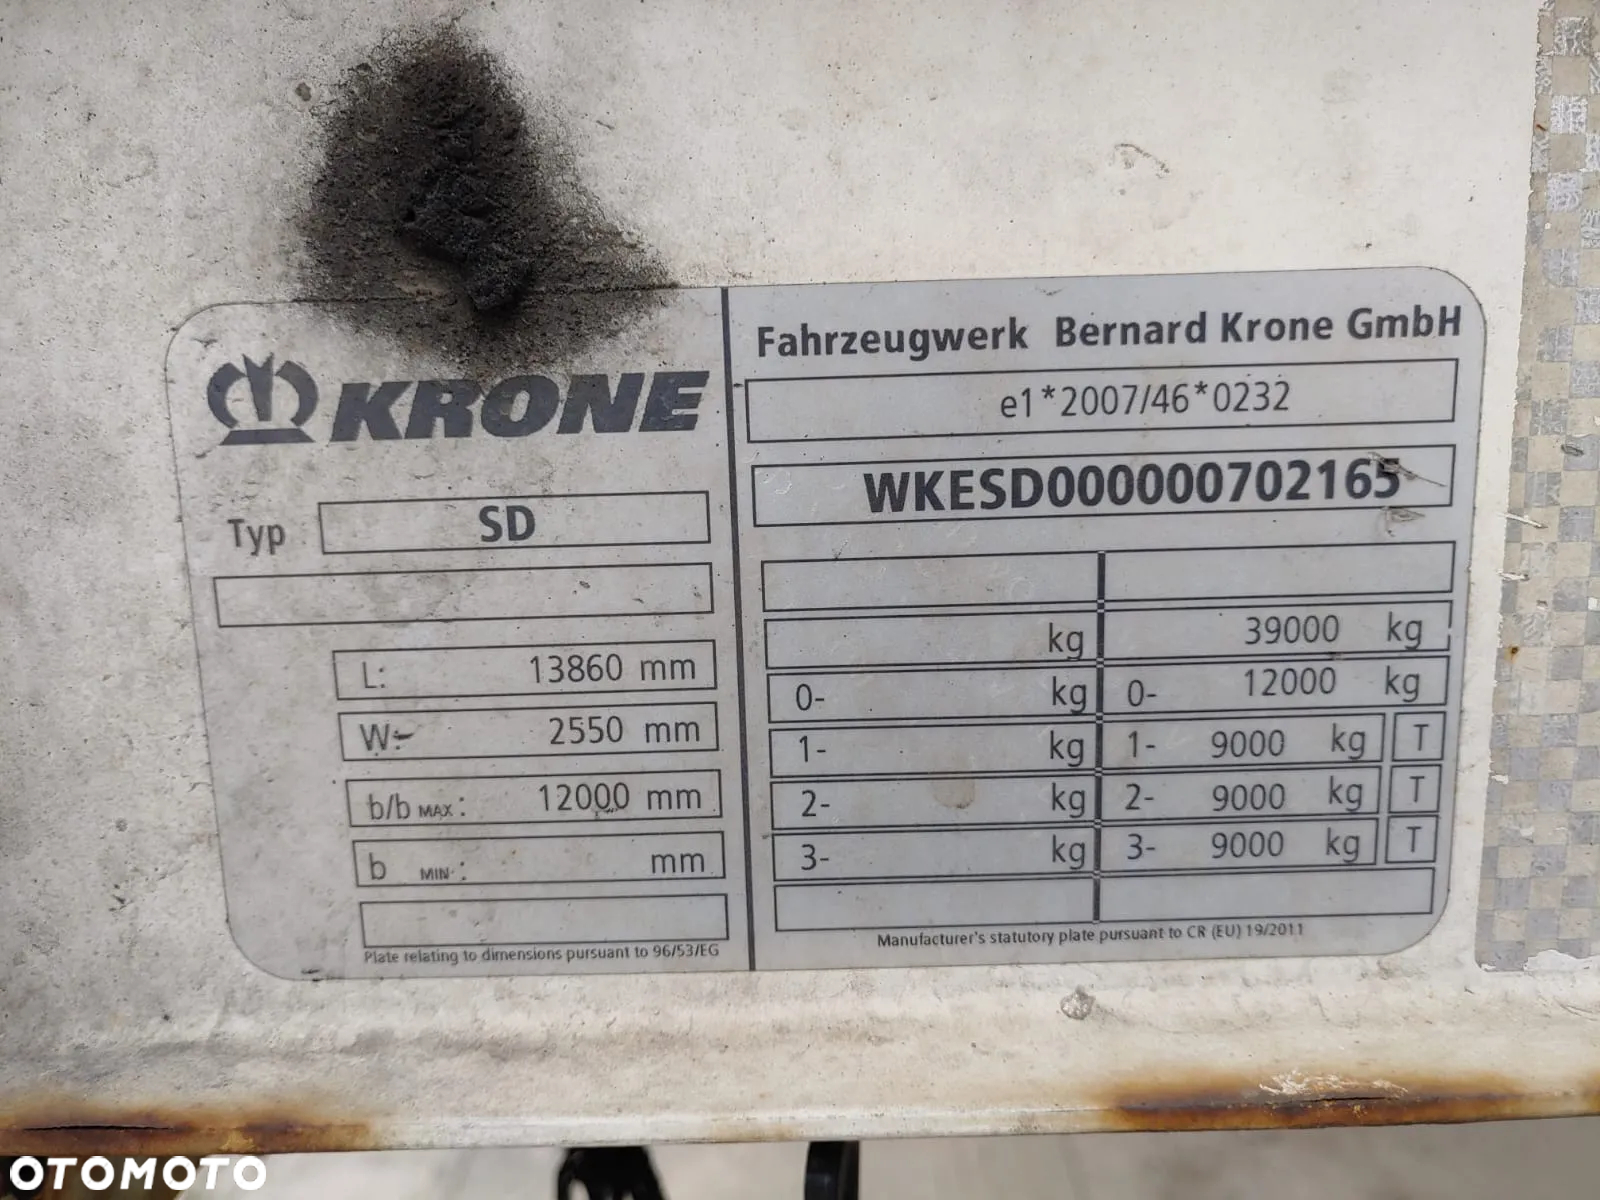 KRONE
Typ SD
L: 13860 mm
W: 2550 mm
b/b MAX: 12000 mm
b MIN: mm
Plate relating to dimensions pursuant to 96/53/EG
Fahrzeugwerk Bernard Krone GmbH
e1*2007/46*0232
WKESD000000702165
kg 39000 kg
0- kg 0- 12000 kg
1- kg 1- 9000 kg T
2- kg 2- 9000 kg T
3- kg 3- 9000 kg T
Manufacturer's statutory plate pursuant to CR (EU) 19/2011
OTOMOTO